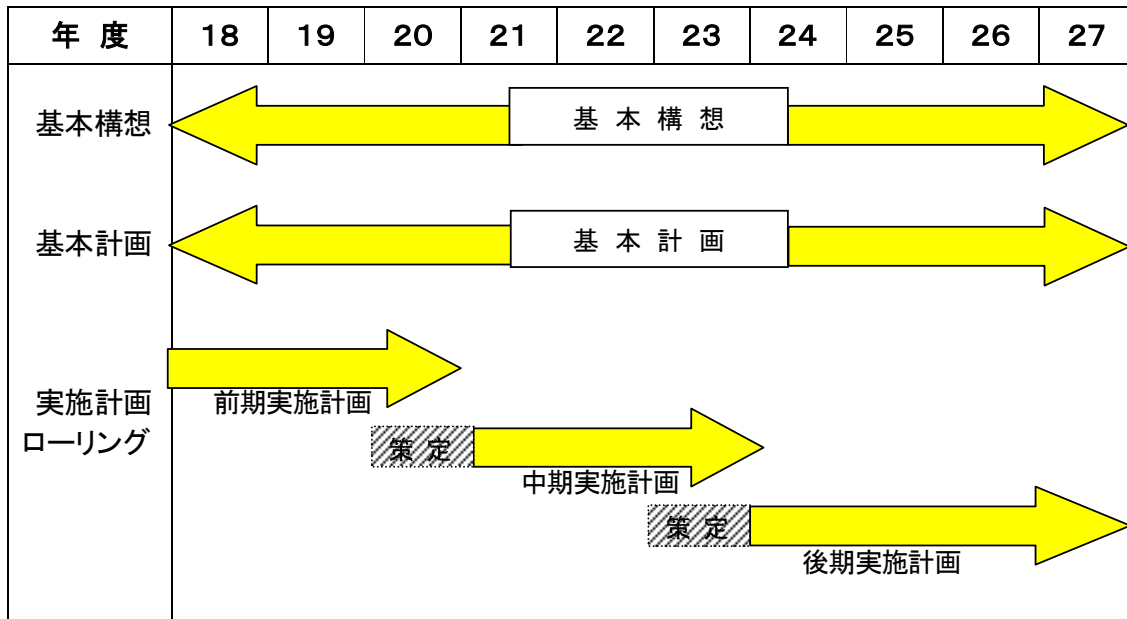 年 度 18 19 20 21 22 23 24 25 26 27
基本構想 基 本 構 想
基本計画 基 本 計 画
実施計画
ローリング
前期実施計画
策 定
中期実施計画
策 定
後期実施計画